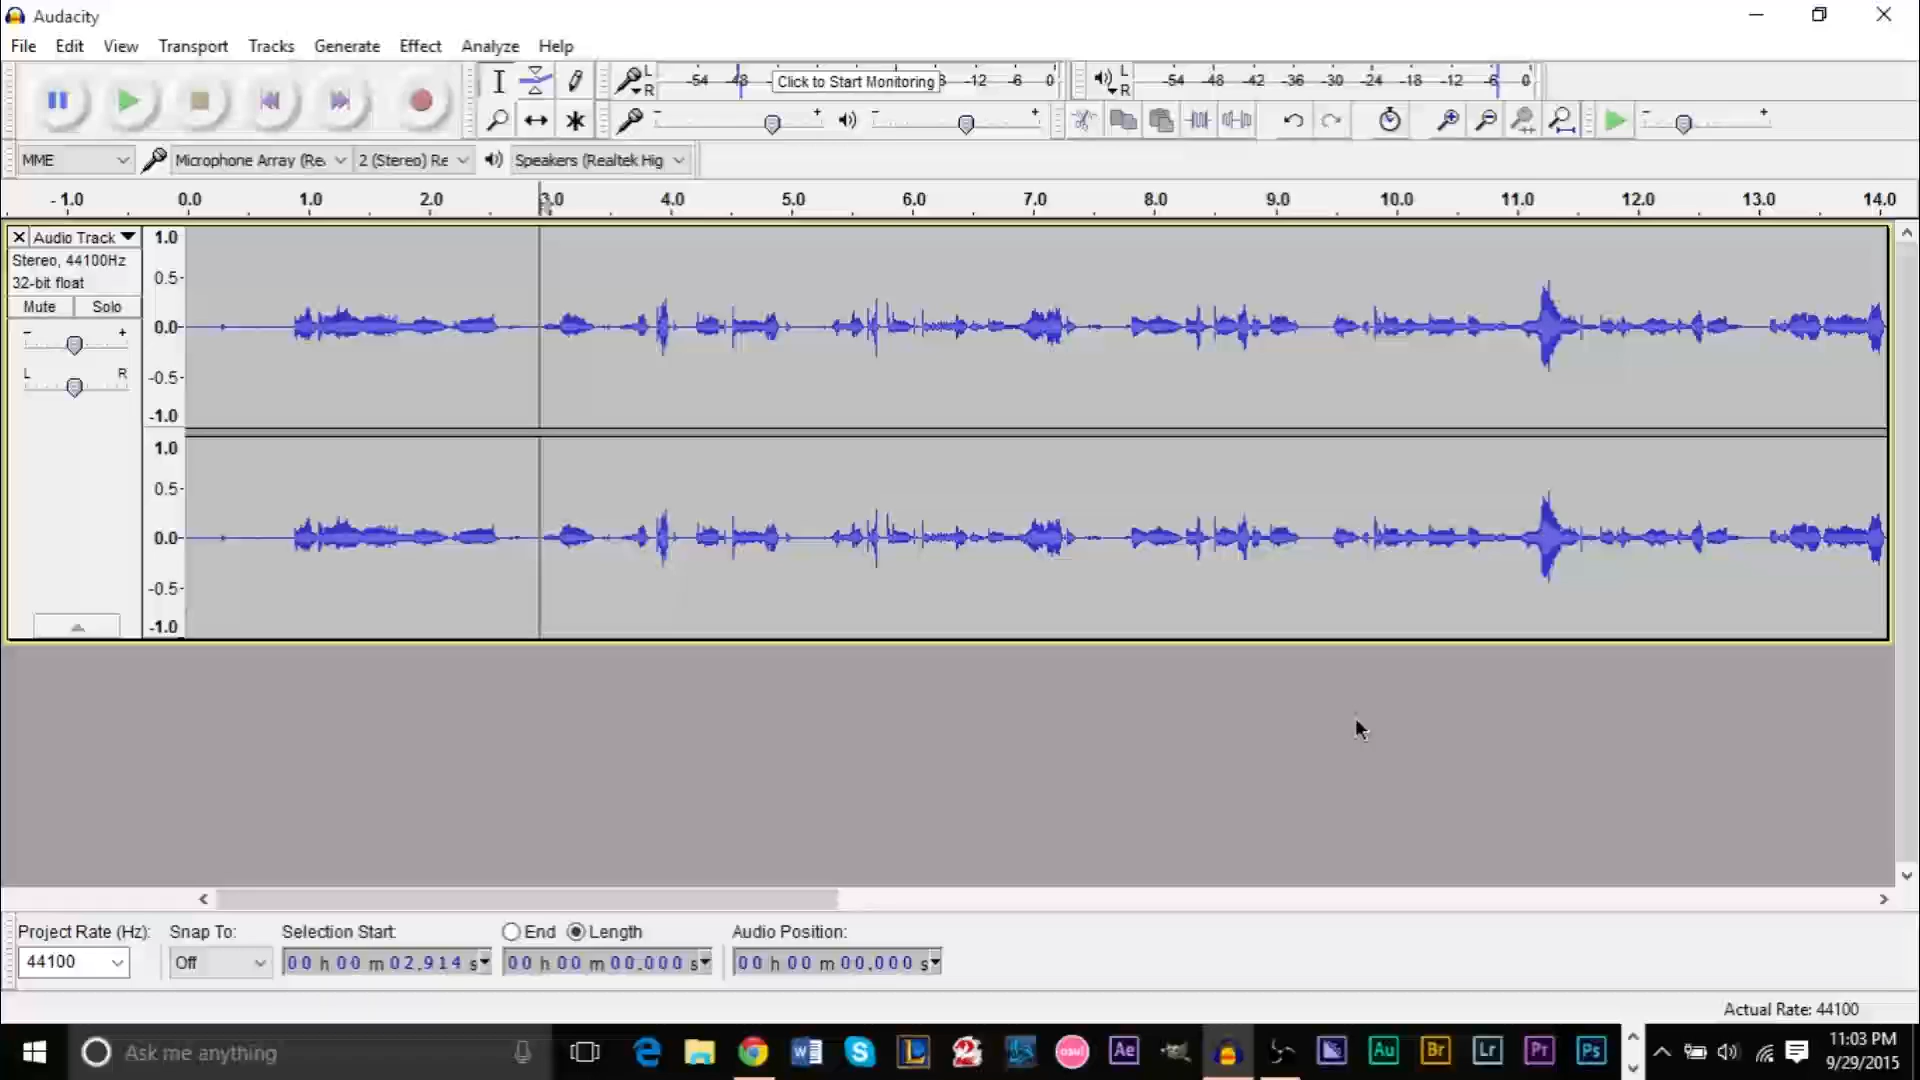 Audacity
File Edit View Transport Tracks Generate Effect Analyze Help
L R -54 -48 Click to Start Monitoring -12 -6 0 L R -54 -48 -42 -36 -30 -24 -18 -12 -6 0
MME Microphone Array (Re 2 (Stereo) Re Speakers (Realtek Hig
-1.0 0.0 1.0 2.0 3.0 4.0 5.0 6.0 7.0 8.0 9.0 10.0 11.0 12.0 13.0 14.0
Audio Track 1.0
Stereo, 44100Hz
32-bit float 0.5
Mute Solo
- + 0.0
L R -0.5
-1.0
1.0
0.5
0.0
-0.5
-1.0
Project Rate (Hz): Snap To: Selection Start: End Length Audio Position:
44100 Off 00 h 00 m 02.914 s 00 h 00 m 00.000 s 00 h 00 m 00.000 s
Actual Rate: 44100
Ask me anything osu! Ae Au Br Lr Pr Ps 11:03 PM
9/29/2015